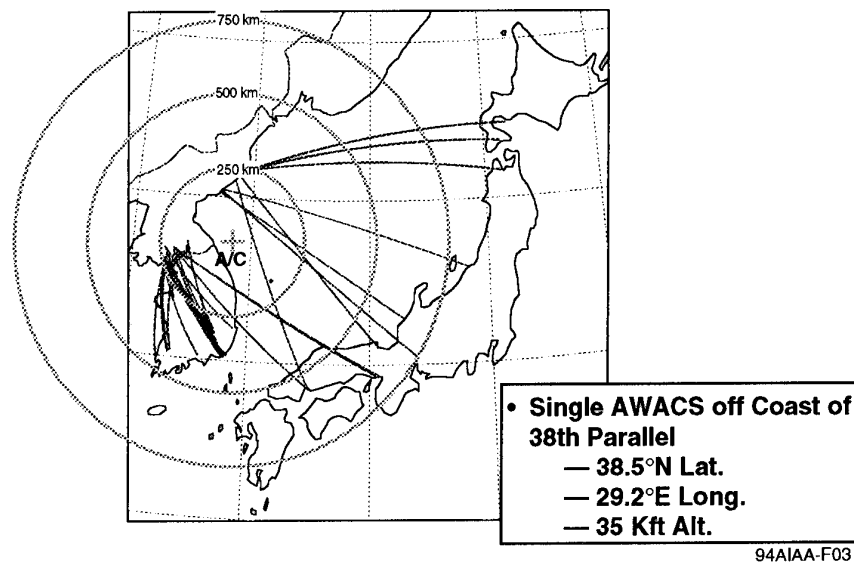 750 km
500 km
250 km
A/C
• Single AWACS off Coast of
38th Parallel
— 38.5°N Lat.
— 29.2°E Long.
— 35 Kft Alt.
94AIAA-F03